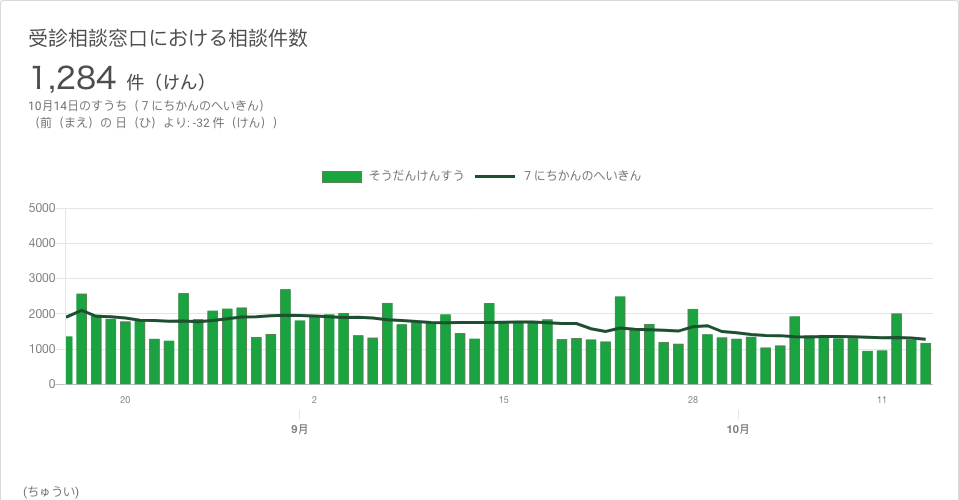 受診相談窓口における相談件数
1,284 件（けん）
10月14日のすうち（７にちかんのへいきん）
（前（まえ）の 日（ひ）より: -32 件（けん））
そうだんけんすう ７にちかんのへいきん
5000
4000
3000
2000
1000
0
20 2 15 28 11
9月 10月
(ちゅうい)